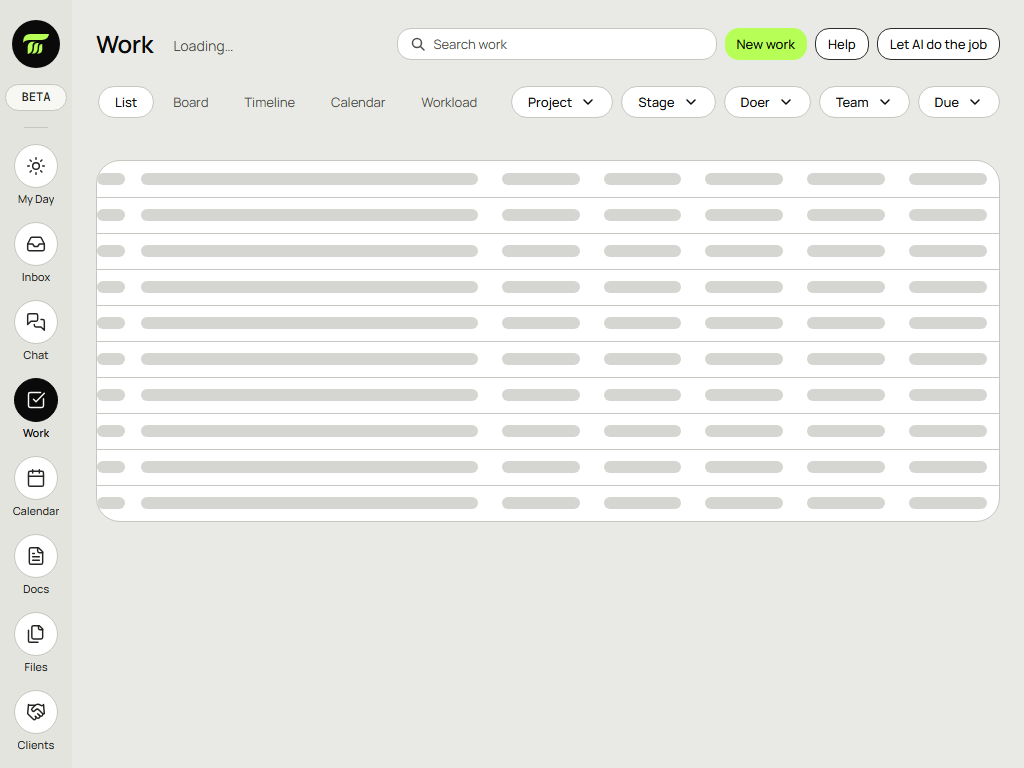 BETA
My Day
Inbox
Chat
Work
Calendar
Docs
Files
Clients
Work Loading... Search work New work Help Let AI do the job
List Board Timeline Calendar Workload Project Stage Doer Team Due